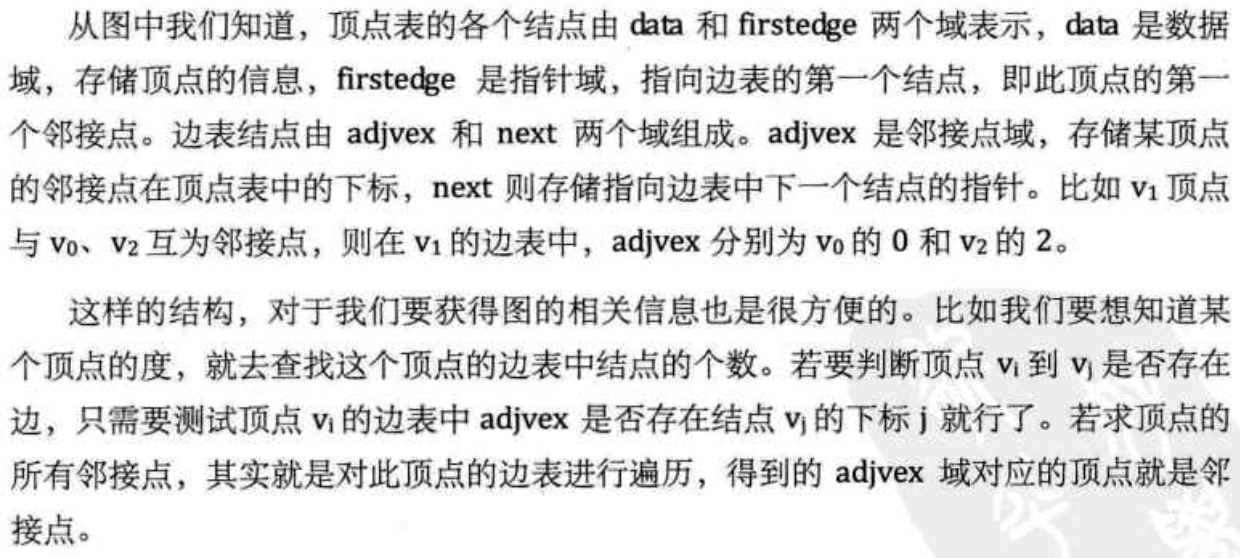 从图中我们知道，顶点表的各个结点由 data 和 firstedge 两个域表示，data 是数据
域，存储顶点的信息，firstedge 是指针域，指向边表的第一个结点，即此顶点的第一
个邻接点。边表结点由 adjvex 和 next 两个域组成。adjvex 是邻接点域，存储某顶点
的邻接点在顶点表中的下标，next 则存储指向边表中下一个结点的指针。比如 v₁ 顶点
与 v₀、v₂ 互为邻接点，则在 v₁ 的边表中，adjvex 分别为 v₀ 的 0 和 v₂ 的 2。
这样的结构，对于我们要获得图的相关信息也是很方便的。比如我们要想知道某
个顶点的度，就去查找这个顶点的边表中结点的个数。若要判断顶点 vᵢ 到 vⱼ 是否存在
边，只需要测试顶点 vᵢ 的边表中 adjvex 是否存在结点 vⱼ 的下标 j 就行了。若求顶点的
所有邻接点，其实就是对此顶点的边表进行遍历，得到的 adjvex 域对应的顶点就是邻
接点。